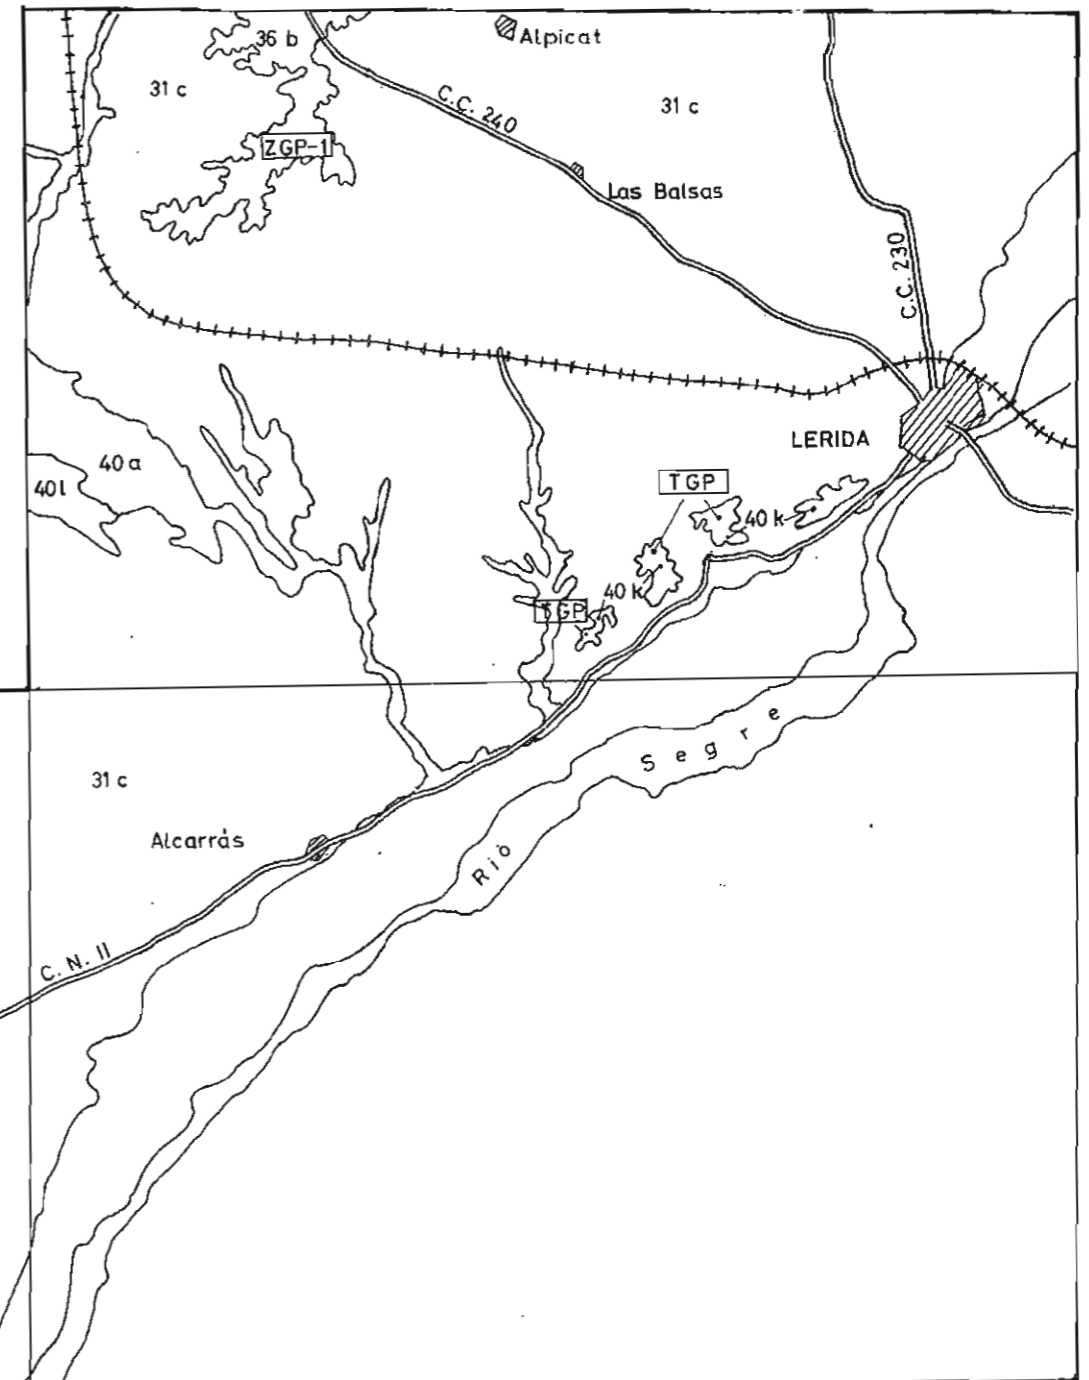 36 b
Alpicat
31 c
C.C. 240
31 c
ZGP-1
Las Balsas
C.C. 230
LERIDA
40 a
40 l
TGP
40 k
40 k
TGP
Segre
31 c
Alcarrás
Riò
C. N. II